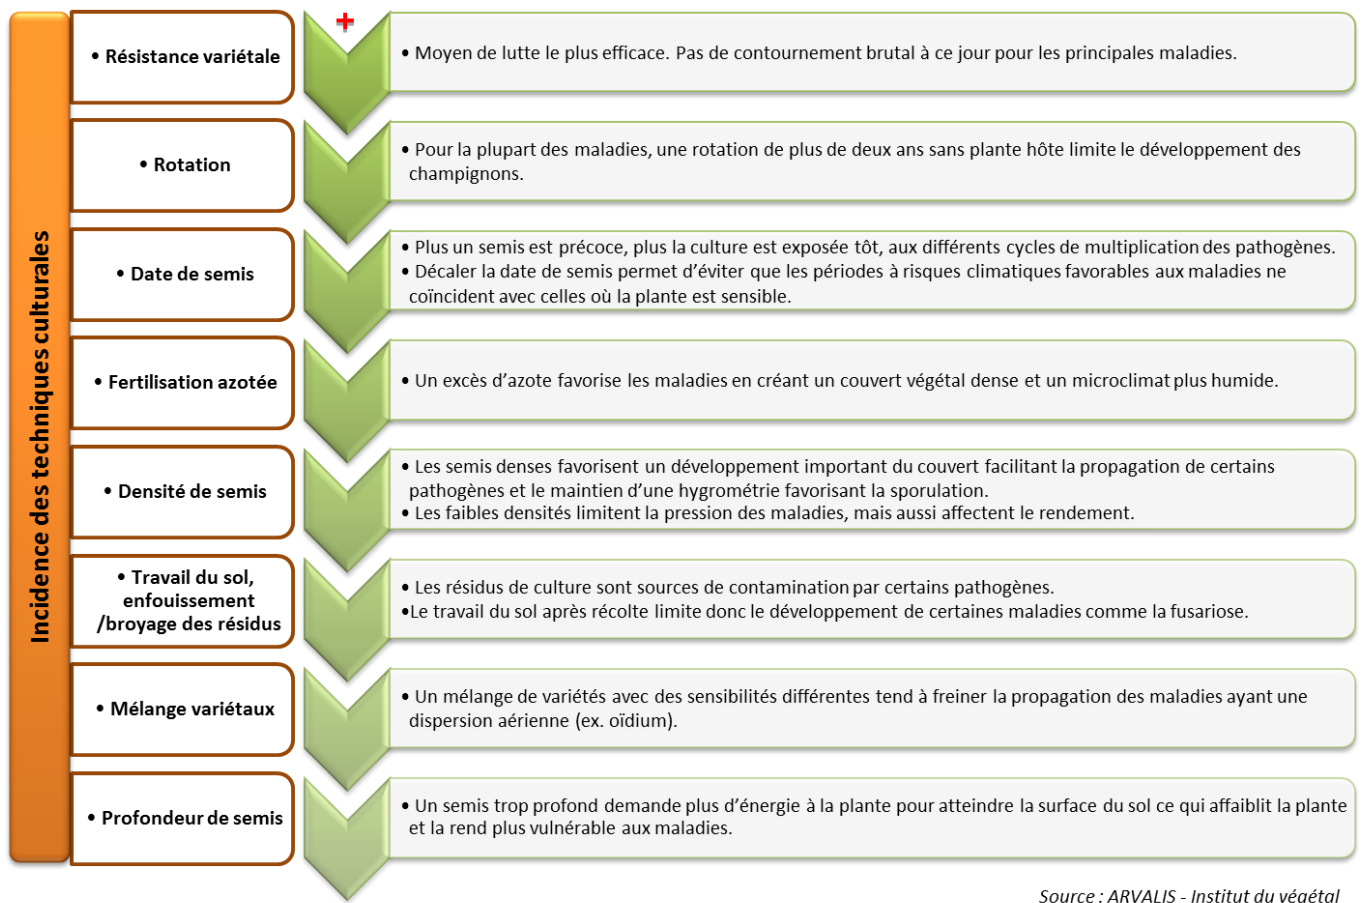 Incidence des techniques culturales
+
• Résistance variétale
• Moyen de lutte le plus efficace. Pas de contournement brutal à ce jour pour les principales maladies.
• Rotation
• Pour la plupart des maladies, une rotation de plus de deux ans sans plante hôte limite le développement des
champignons.
• Date de semis
• Plus un semis est précoce, plus la culture est exposée tôt, aux différents cycles de multiplication des pathogènes.
• Décaler la date de semis permet d'éviter que les périodes à risques climatiques favorables aux maladies ne
coïncident avec celles où la plante est sensible.
• Fertilisation azotée
• Un excès d'azote favorise les maladies en créant un couvert végétal dense et un microclimat plus humide.
• Densité de semis
• Les semis denses favorisent un développement important du couvert facilitant la propagation de certains
pathogènes et le maintien d'une hygrométrie favorisant la sporulation.
• Les faibles densités limitent la pression des maladies, mais aussi affectent le rendement.
• Travail du sol,
enfouissement
/broyage des résidus
• Les résidus de culture sont sources de contamination par certains pathogènes.
•Le travail du sol après récolte limite donc le développement de certaines maladies comme la fusariose.
• Mélange variétaux
• Un mélange de variétés avec des sensibilités différentes tend à freiner la propagation des maladies ayant une
dispersion aérienne (ex. oïdium).
• Profondeur de semis
• Un semis trop profond demande plus d'énergie à la plante pour atteindre la surface du sol ce qui affaiblit la plante
et la rend plus vulnérable aux maladies.
Source : ARVALIS - Institut du végétal